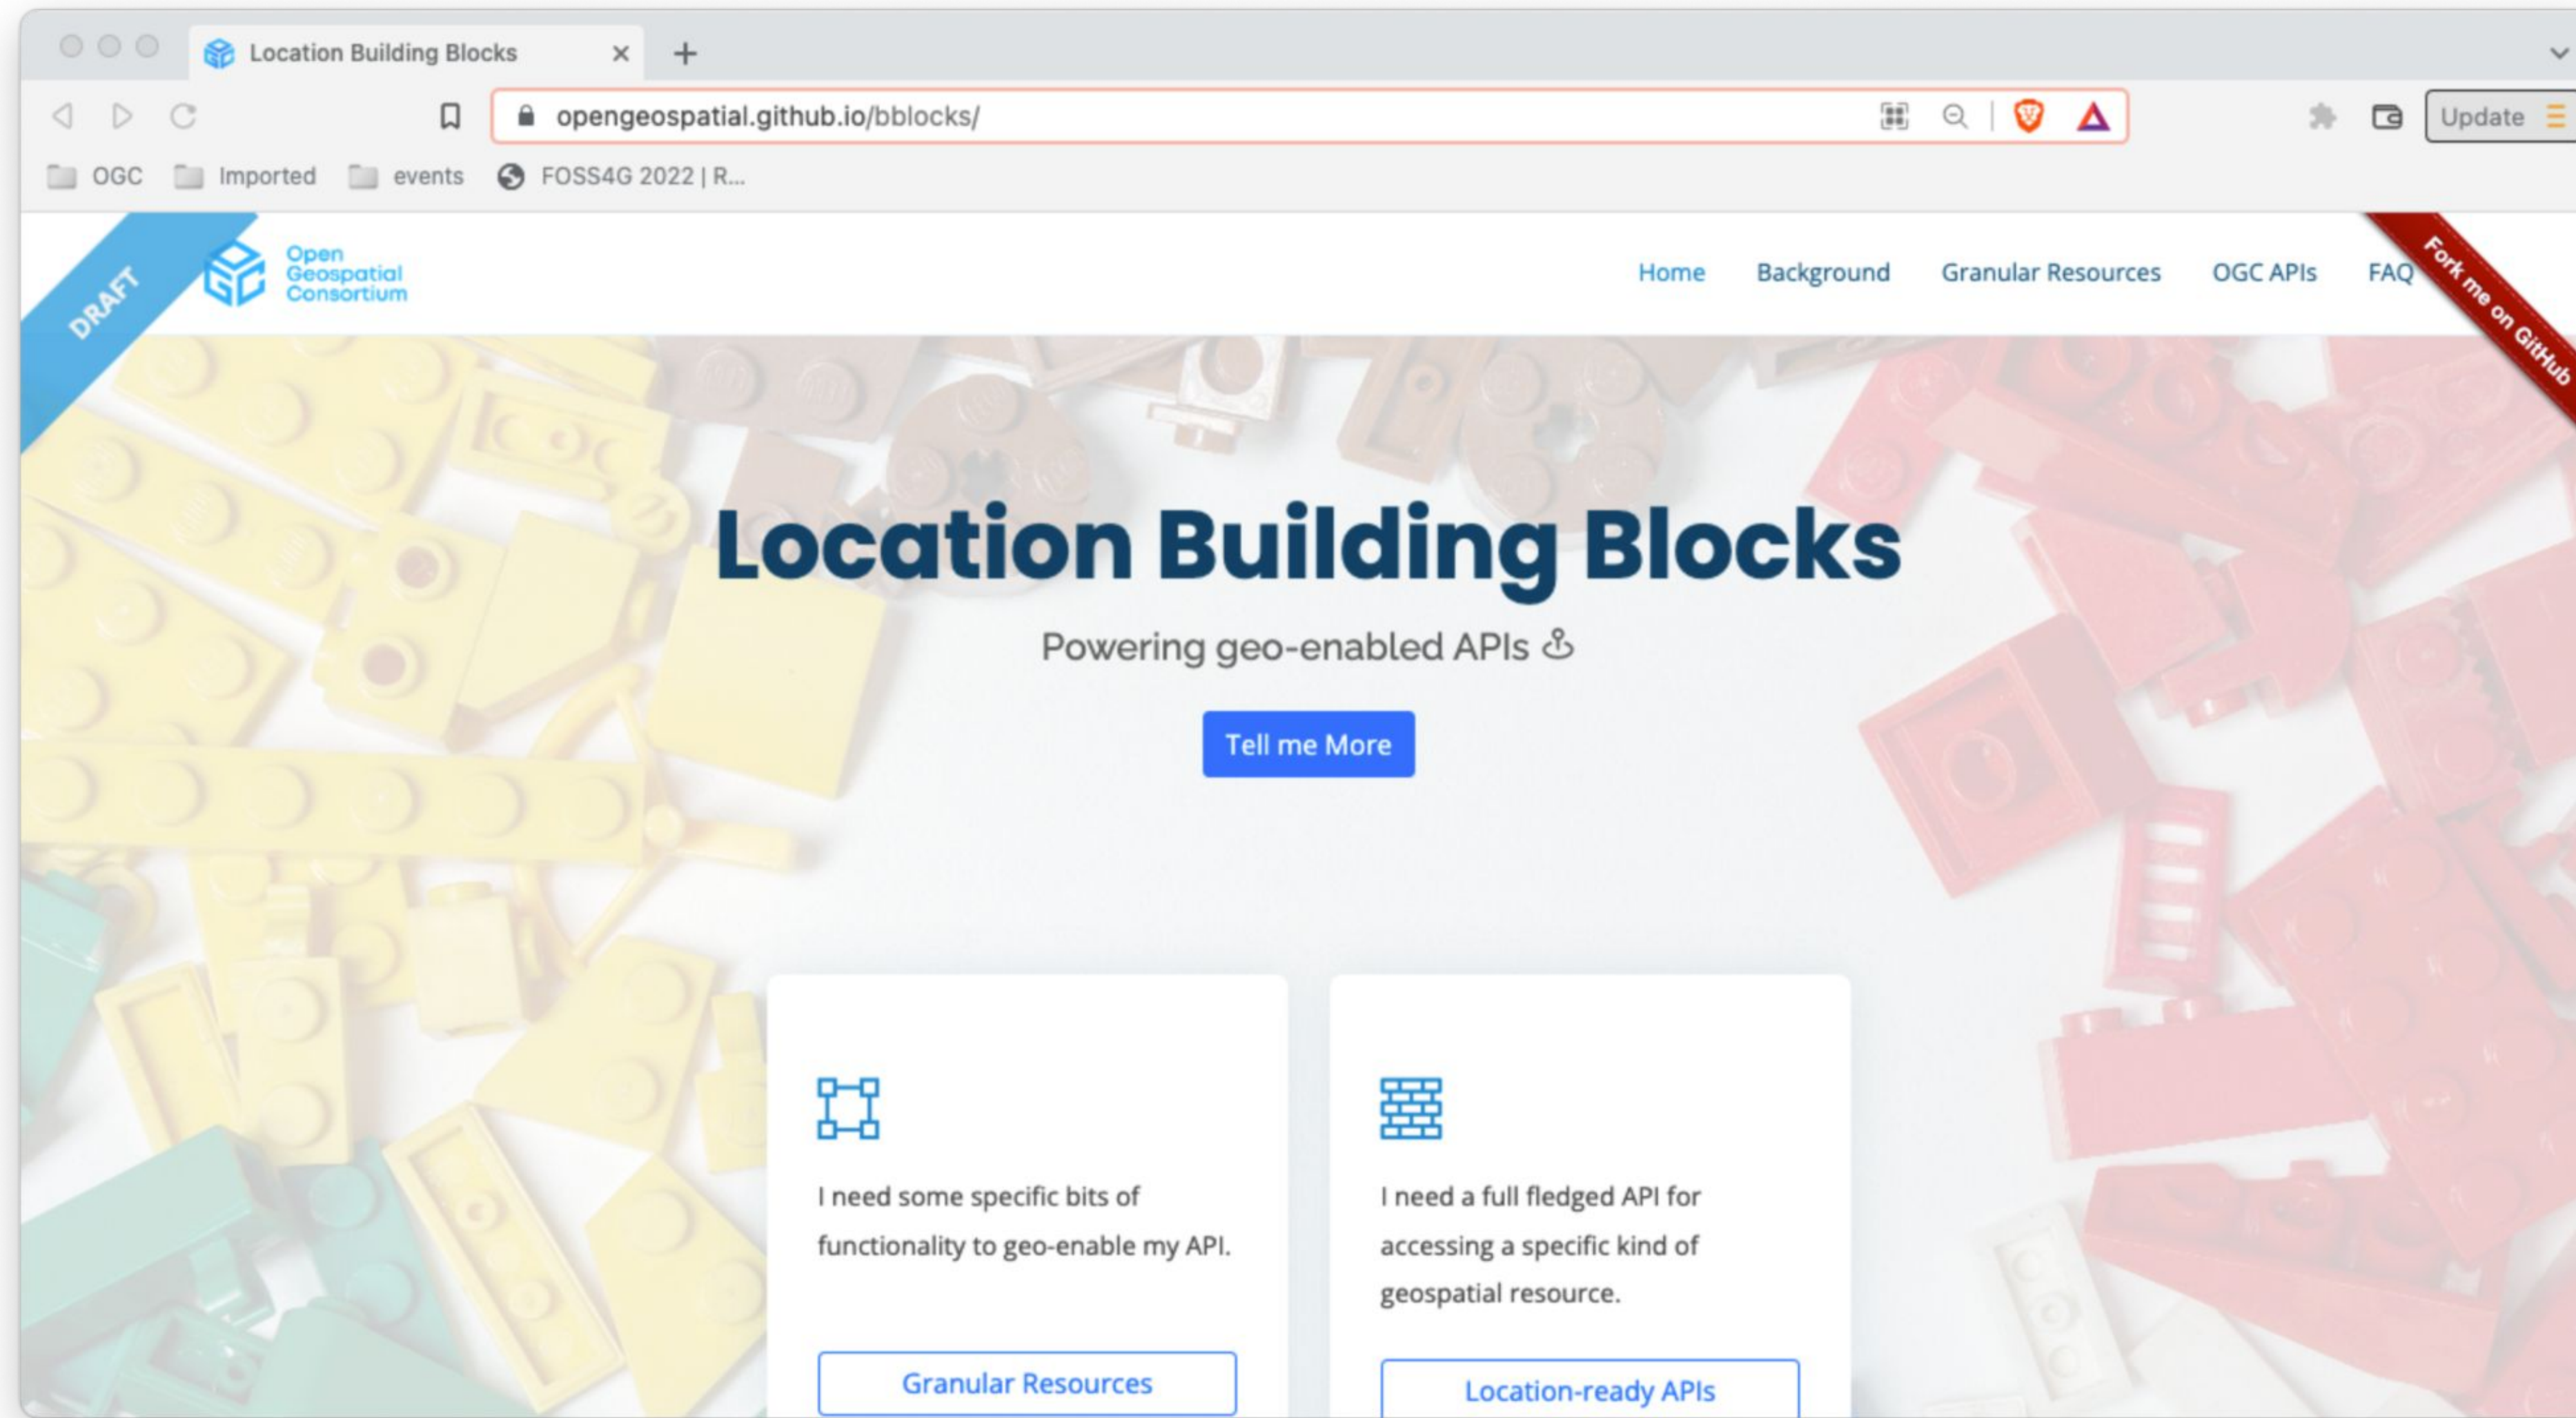 Location Building Blocks
opengeospatial.github.io/bblocks/
Update
OGC
Imported
events
FOSS4G 2022 | R...
DRAFT
Open
Geospatial
Consortium
Home
Background
Granular Resources
OGC APIs
FAQ
Fork me on GitHub
Location Building Blocks
Powering geo-enabled APIs
Tell me More
I need some specific bits of
functionality to geo-enable my API.
Granular Resources
I need a full fledged API for
accessing a specific kind of
geospatial resource.
Location-ready APIs